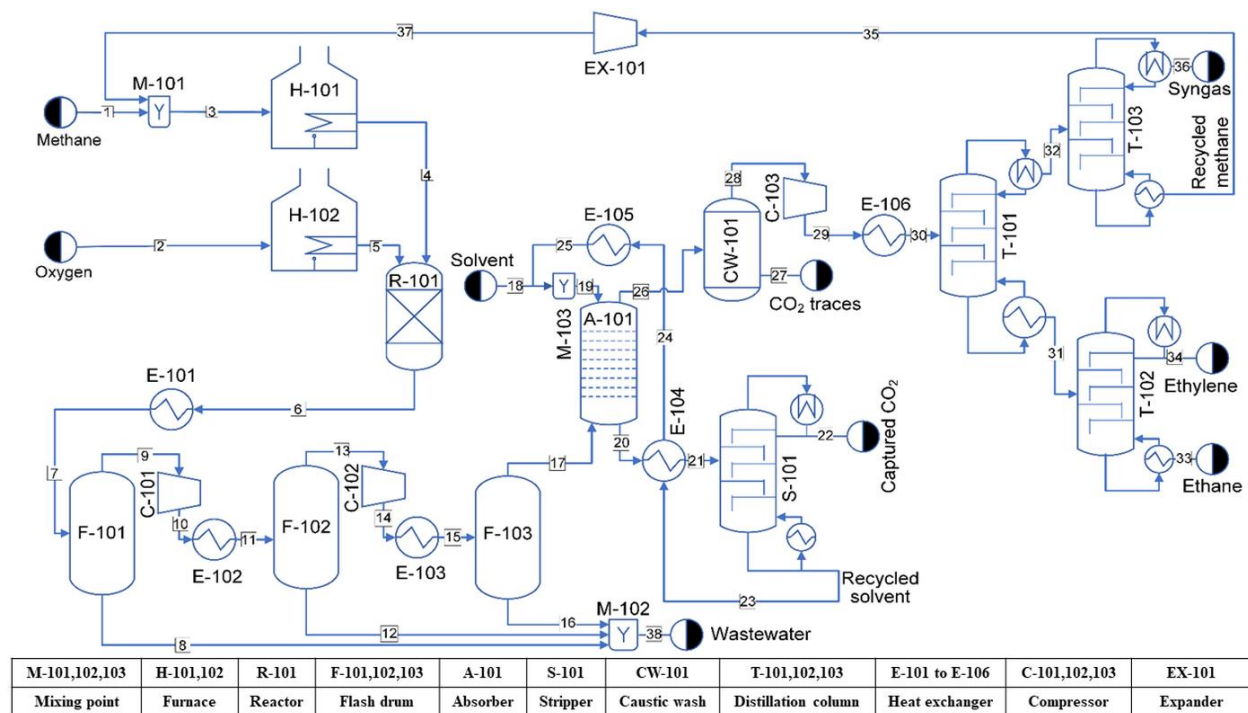 37
35
EX-101
M-101
H-101
1
3
Methane
4
H-102
2
5
Oxygen
R-101
36
Syngas
T-103
Recycled
methane
32
28
C-103
E-106
29
30
CW-101
T-101
27
CO₂ traces
E-105
25
Solvent
18
19
26
M-103
A-101
24
31
34
Ethylene
T-102
33
Ethane
E-101
6
7
E-104
20
21
22
Captured CO₂
S-101
9
C-101
10
11
E-102
F-101
13
C-102
14
15
E-103
F-102
17
F-103
Recycled
solvent
23
16
M-102
12
8
38
Wastewater
M-101,102,103 H-101,102 R-101 F-101,102,103 A-101 S-101 CW-101 T-101,102,103 E-101 to E-106 C-101,102,103 EX-101
Mixing point Furnace Reactor Flash drum Absorber Stripper Caustic wash Distillation column Heat exchanger Compressor Expander